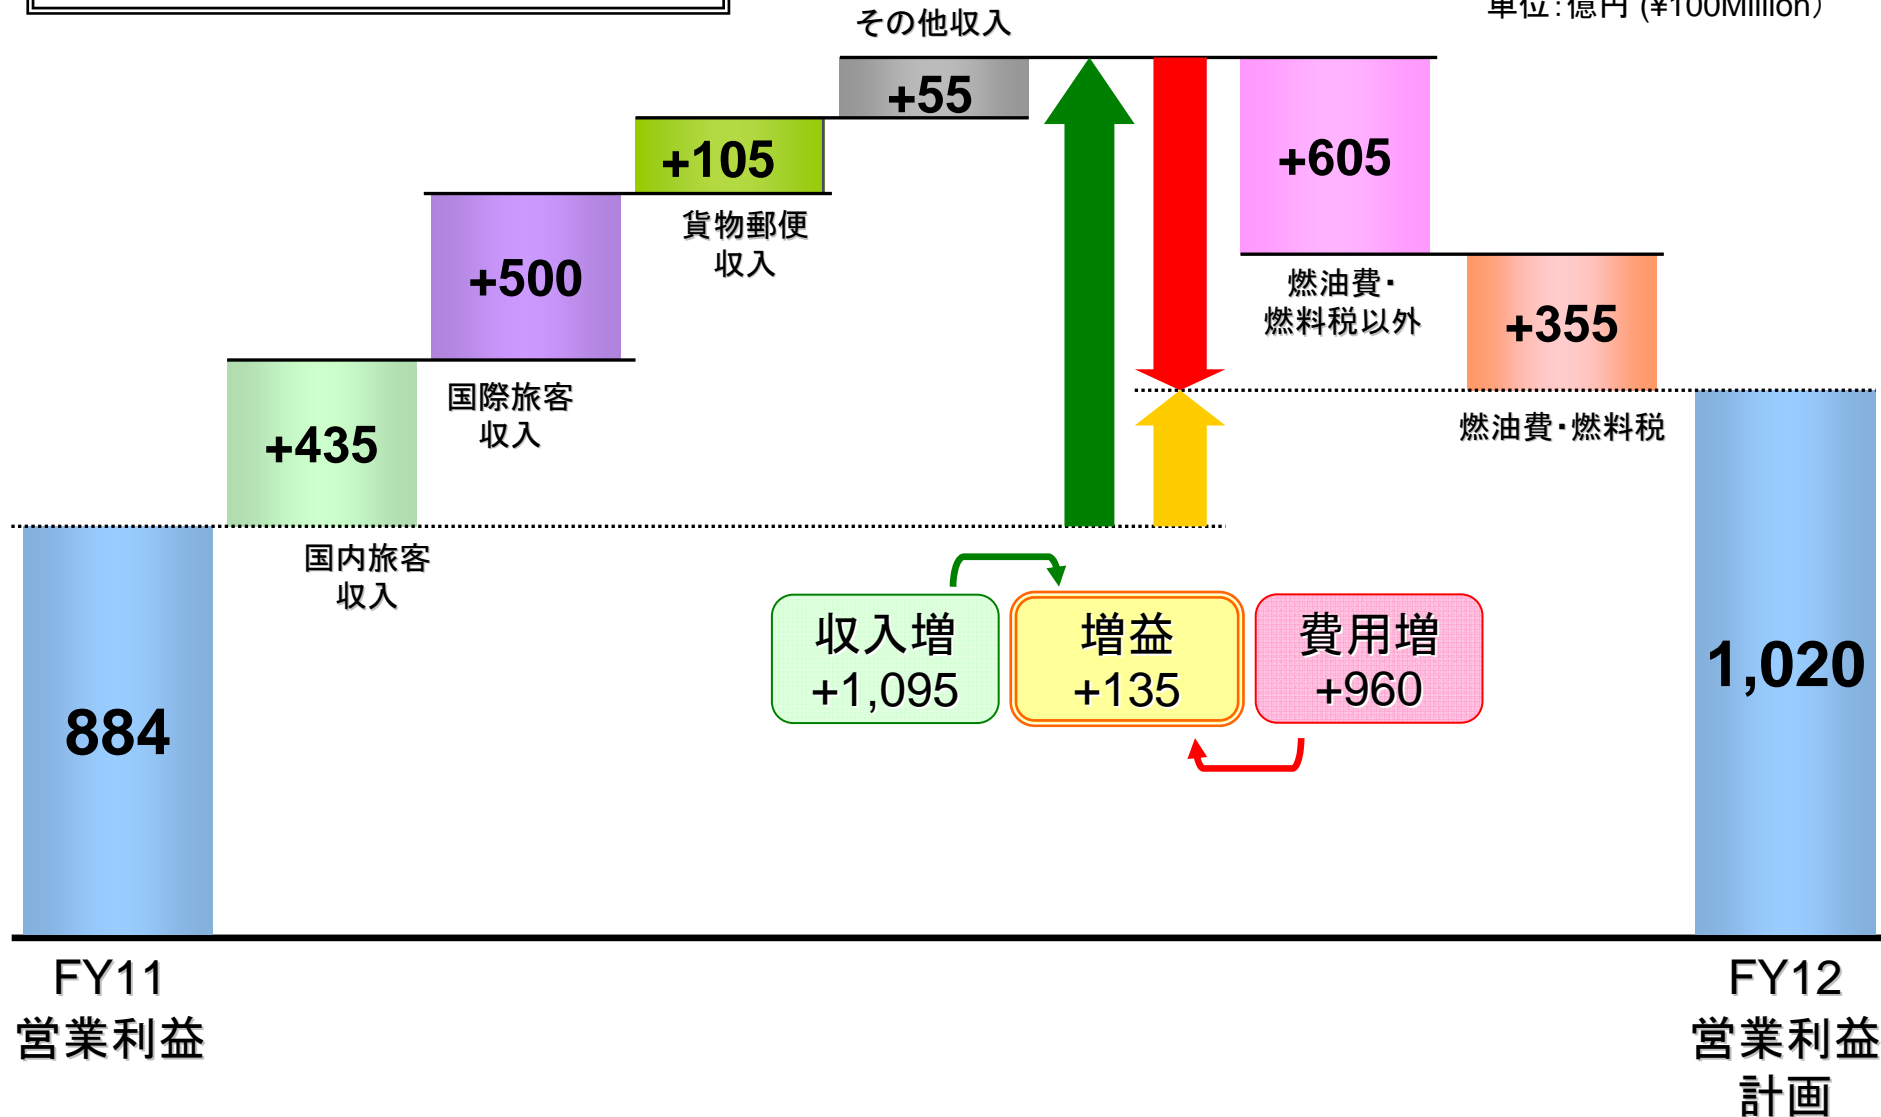 その他収入
単位：億円 (¥100Million）
+55
+105
貨物郵便
収入
+500
国際旅客
収入
+435
国内旅客
収入
+605
燃油費・
燃料税以外
+355
燃油費・燃料税
収入増
+1,095
増益
+135
費用増
+960
884
1,020
FY11
営業利益
FY12
営業利益
計画